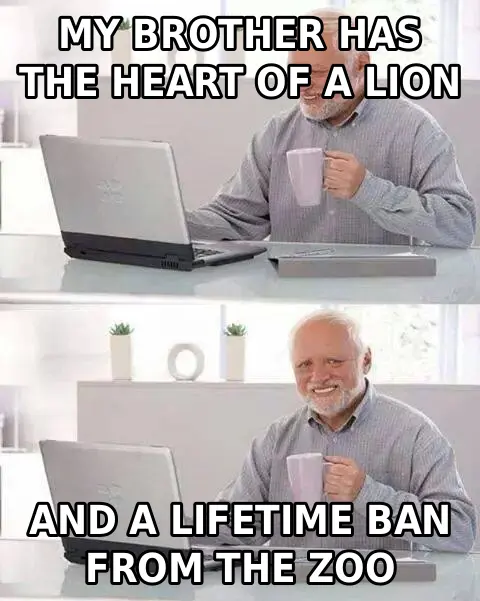 MY BROTHER HAS
THE HEART OF A LION
AND A LIFETIME BAN
FROM THE ZOO